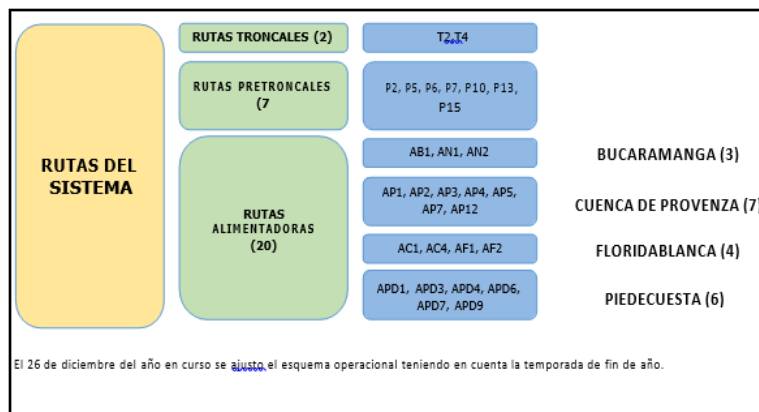 RUTAS DEL
SISTEMA
RUTAS TRONCALES (2)
T2,T4
RUTAS PRETRONCALES
(7
P2, P5, P6, P7, P10, P13,
P15
RUTAS
ALIMENTADORAS
(20)
AB1, AN1, AN2
BUCARAMANGA (3)
AP1, AP2, AP3, AP4, AP5,
AP7, AP12
CUENCA DE PROVENZA (7)
AC1, AC4, AF1, AF2
FLORIDABLANCA (4)
APD1, APD3, APD4, APD6,
APD7, APD9
PIEDECUESTA (6)
El 26 de diciembre del año en curso se ajusto el esquema operacional teniendo en cuenta la temporada de fin de año.